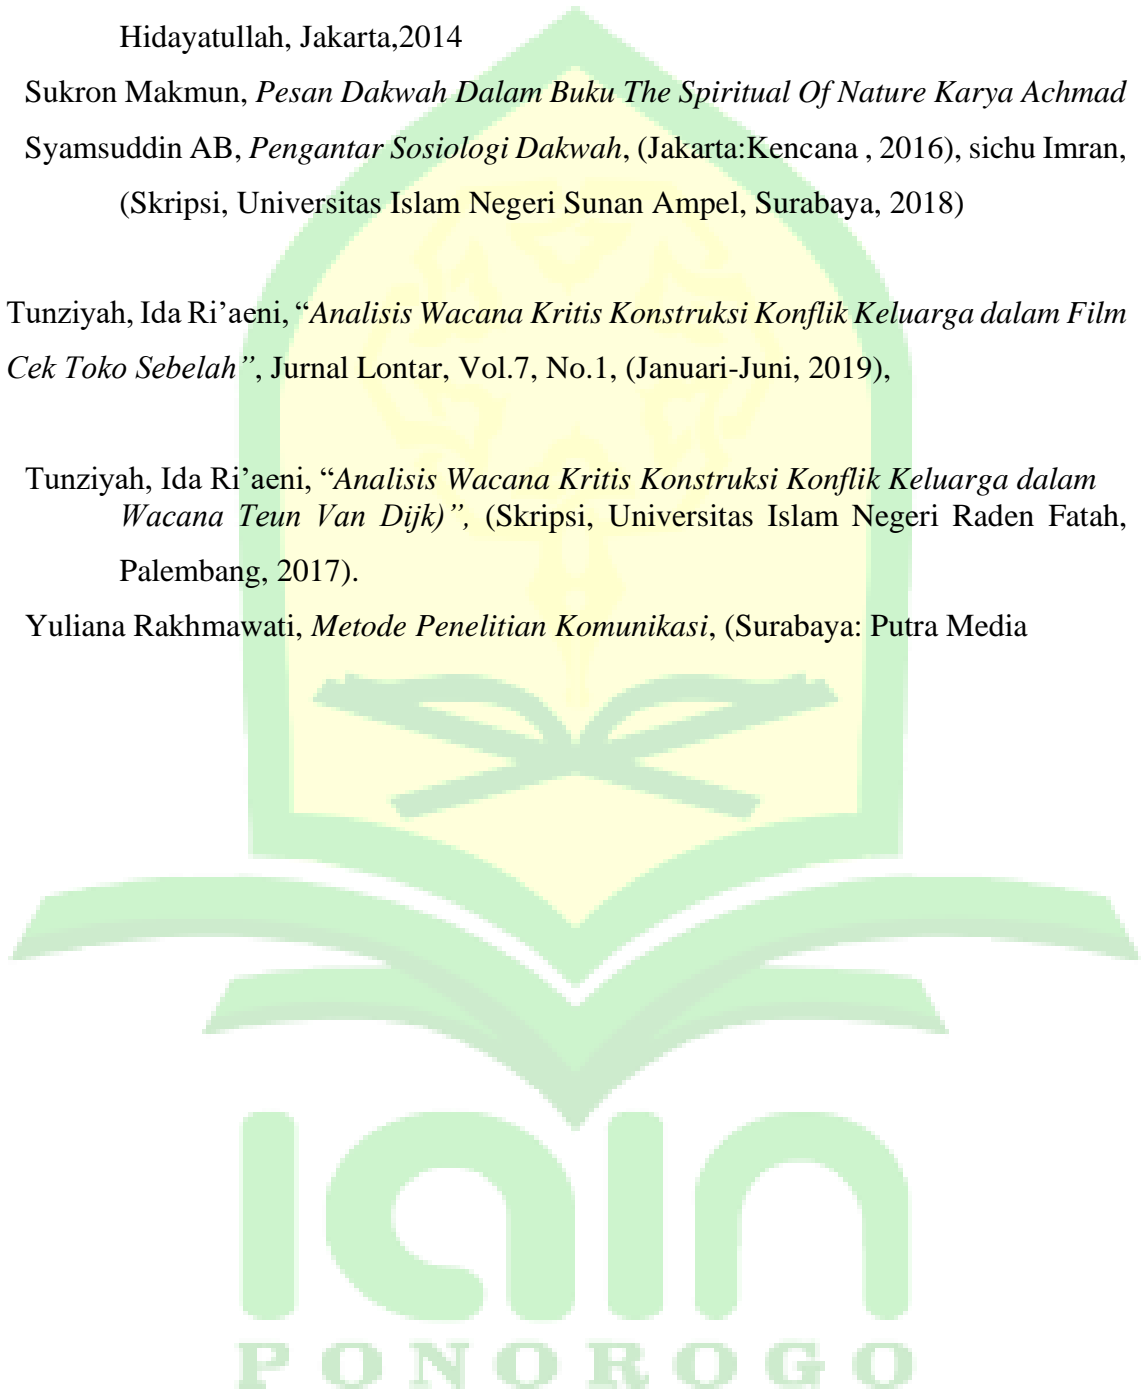 Hidayatullah, Jakarta,2014
Sukron Makmun, Pesan Dakwah Dalam Buku The Spiritual Of Nature Karya Achmad
Syamsuddin AB, Pengantar Sosiologi Dakwah, (Jakarta:Kencana , 2016), sichu Imran,
(Skripsi, Universitas Islam Negeri Sunan Ampel, Surabaya, 2018)
Tunziyah, Ida Ri’aeni, “Analisis Wacana Kritis Konstruksi Konflik Keluarga dalam Film
Cek Toko Sebelah”, Jurnal Lontar, Vol.7, No.1, (Januari-Juni, 2019),
Tunziyah, Ida Ri’aeni, “Analisis Wacana Kritis Konstruksi Konflik Keluarga dalam
Wacana Teun Van Dijk)”, (Skripsi, Universitas Islam Negeri Raden Fatah,
Palembang, 2017).
Yuliana Rakhmawati, Metode Penelitian Komunikasi, (Surabaya: Putra Media
iain
PONOROGO